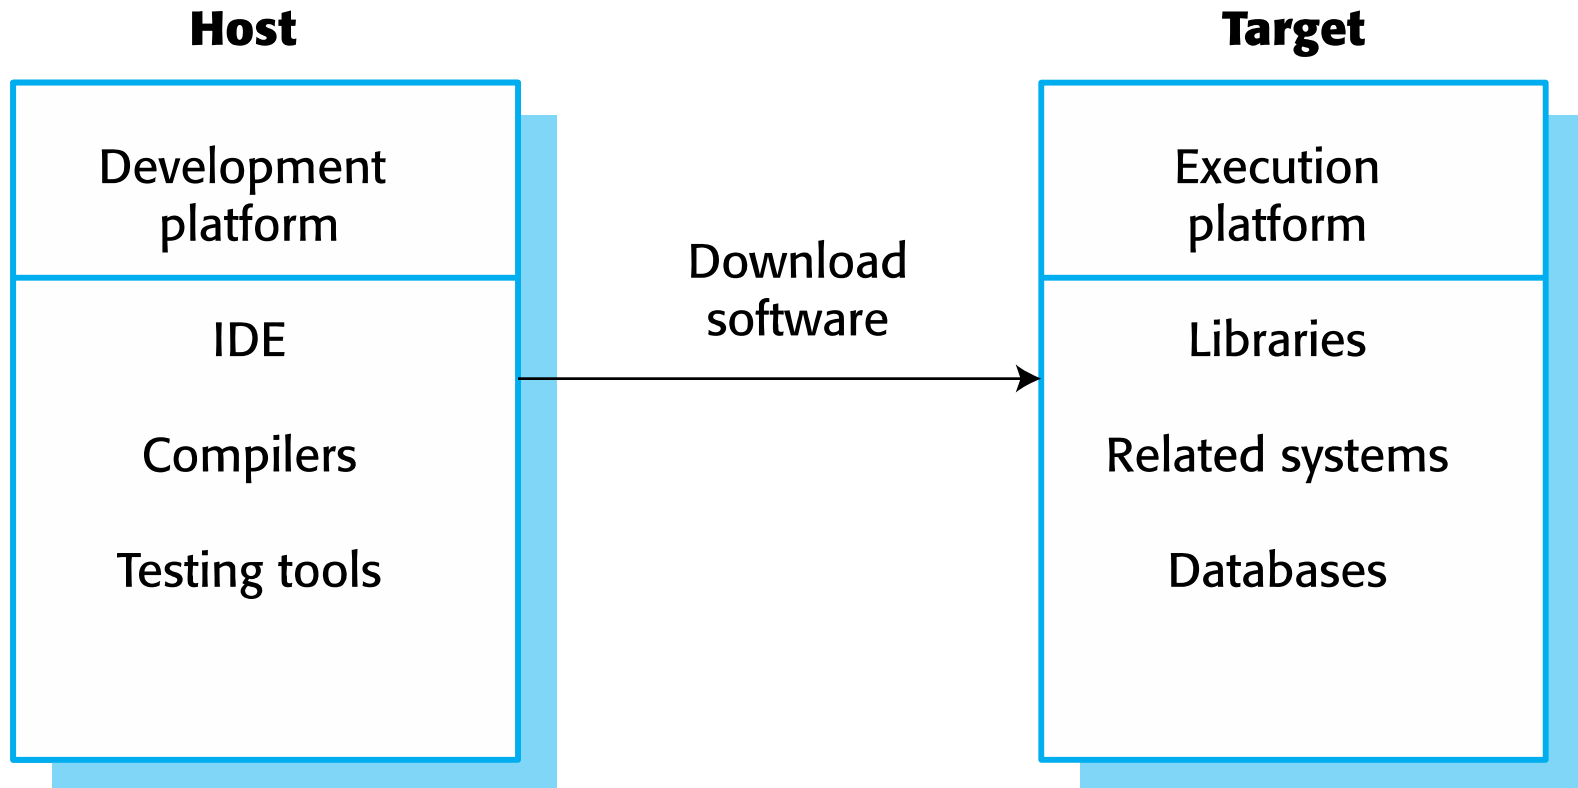 Host
Development
platform
IDE
Compilers
Testing tools
Download
software
Target
Execution
platform
Libraries
Related systems
Databases